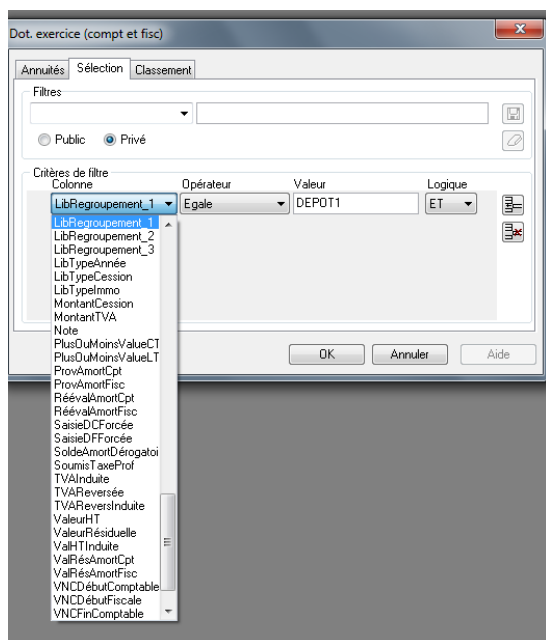 Dot. exercice (compt et fisc)
Annuités Sélection Classement
Filtres
Public Privé
Critères de filtre
Colonne Opérateur Valeur Logique
LibRegroupement_1 Egale DEPOT1 ET
LibRegroupement_1
LibRegroupement_2
LibRegroupement_3
LibTypeAnnée
LibTypeCession
LibTypeImmo
MontantCession
MontantTVA
Note
PlusOuMoinsValueCT
PlusOuMoinsValueLT
ProvAmortCpt
ProvAmortFisc
RéévalAmortCpt
RéévalAmortFisc
SaisieDCForcée
SaisieDFForcée
SoldeAmortDérogatoi
SoumisTaxeProf
TVAInduite
TVAReversée
TVAReversInduite
ValeurHT
ValeurRésiduelle
ValHTInduite
ValRésAmortCpt
ValRésAmortFisc
VNCDébutComptable
VNCDébutFiscale
VNCFinComptable
OK Annuler Aide